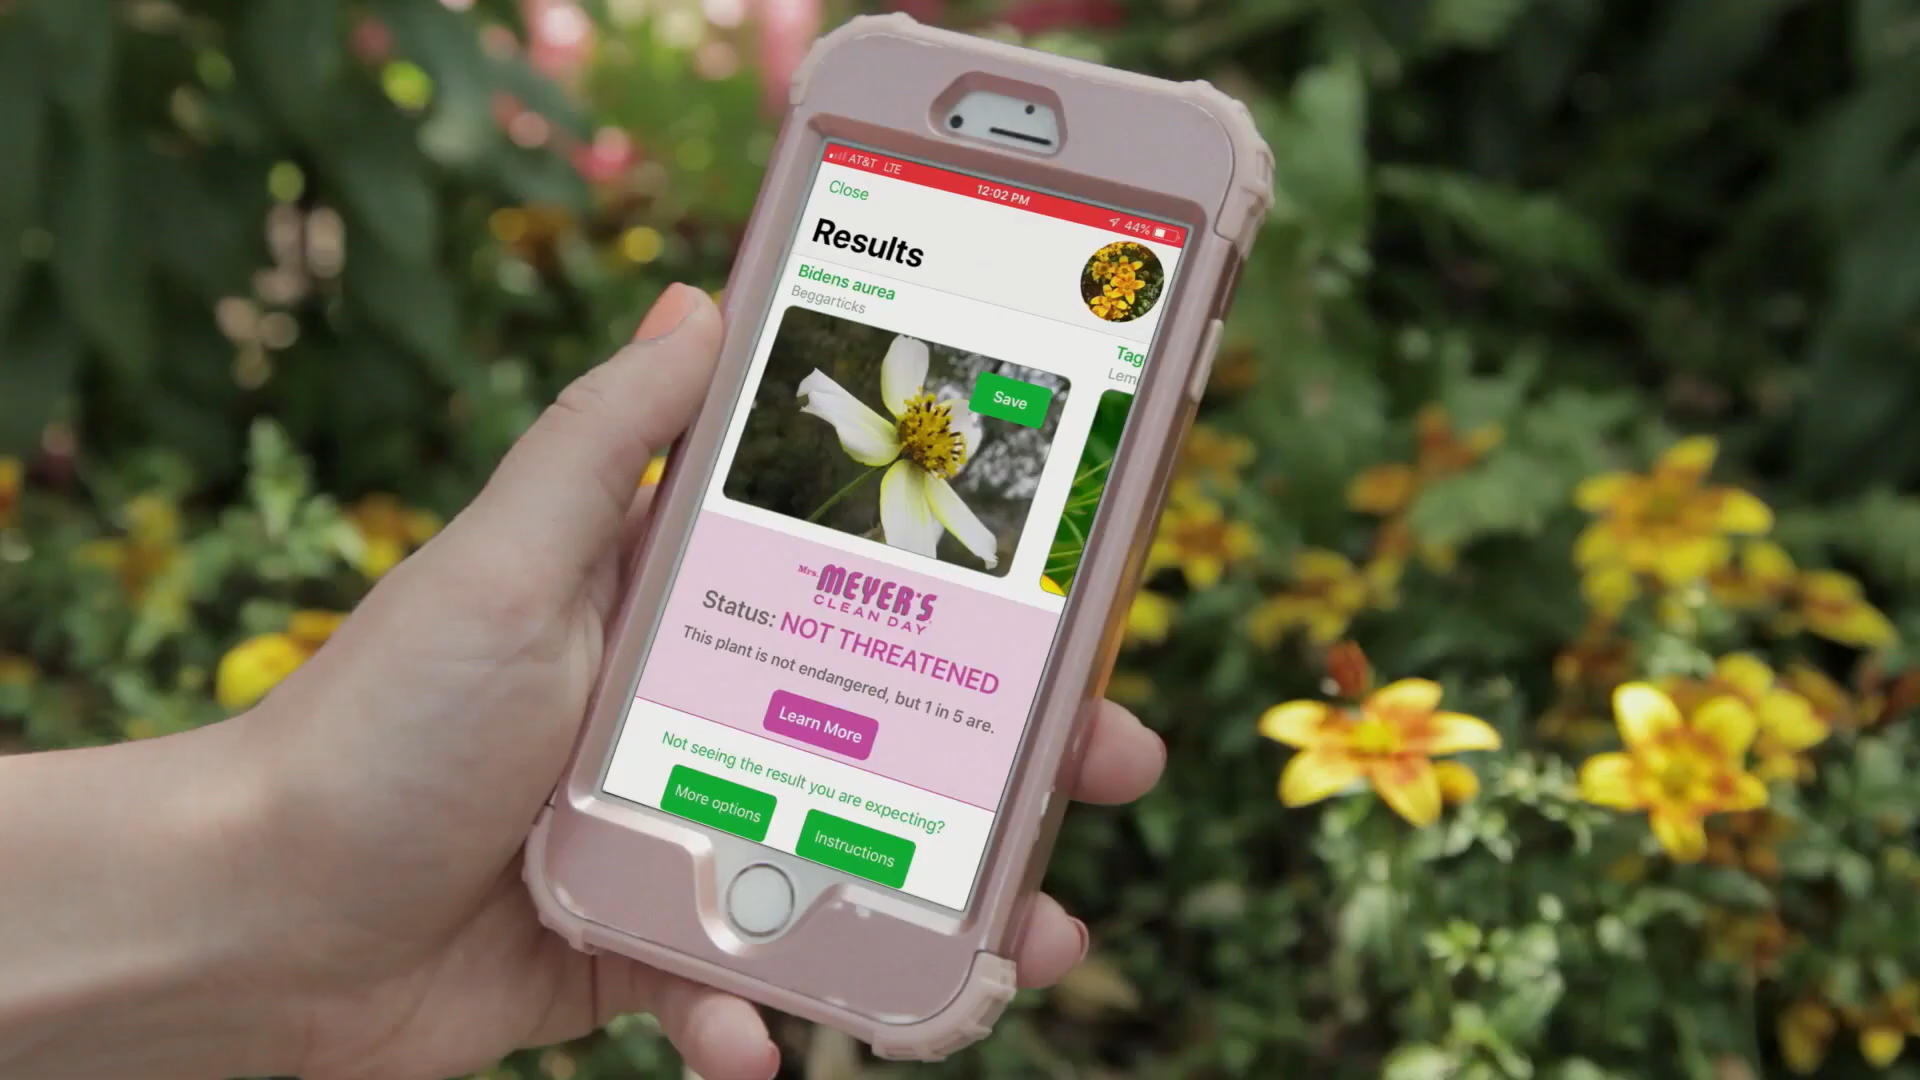 AT&T LTE
12:02 PM
44%
Close
Results
Bidens aurea
Beggarticks
Tag
Lem
Save
Mrs. MEYER'S
CLEAN DAY
Status: NOT THREATENED
This plant is not endangered, but 1 in 5 are.
Learn More
Not seeing the result you are expecting?
More options
Instructions